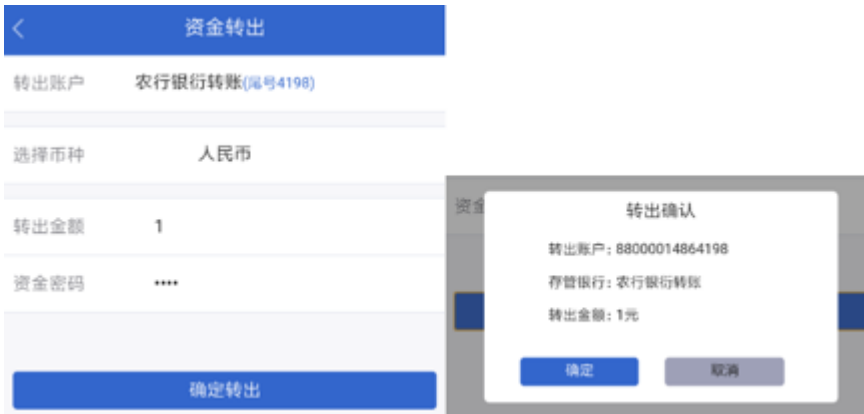 资金转出
转出账户 农行银衍转账(尾号4198)
选择币种 人民币
转出金额 1
资金密码 ····
确定转出
资金
转出确认
转出账户: 88000014864198
存管银行: 农行银衍转账
转出金额: 1元
确定 取消